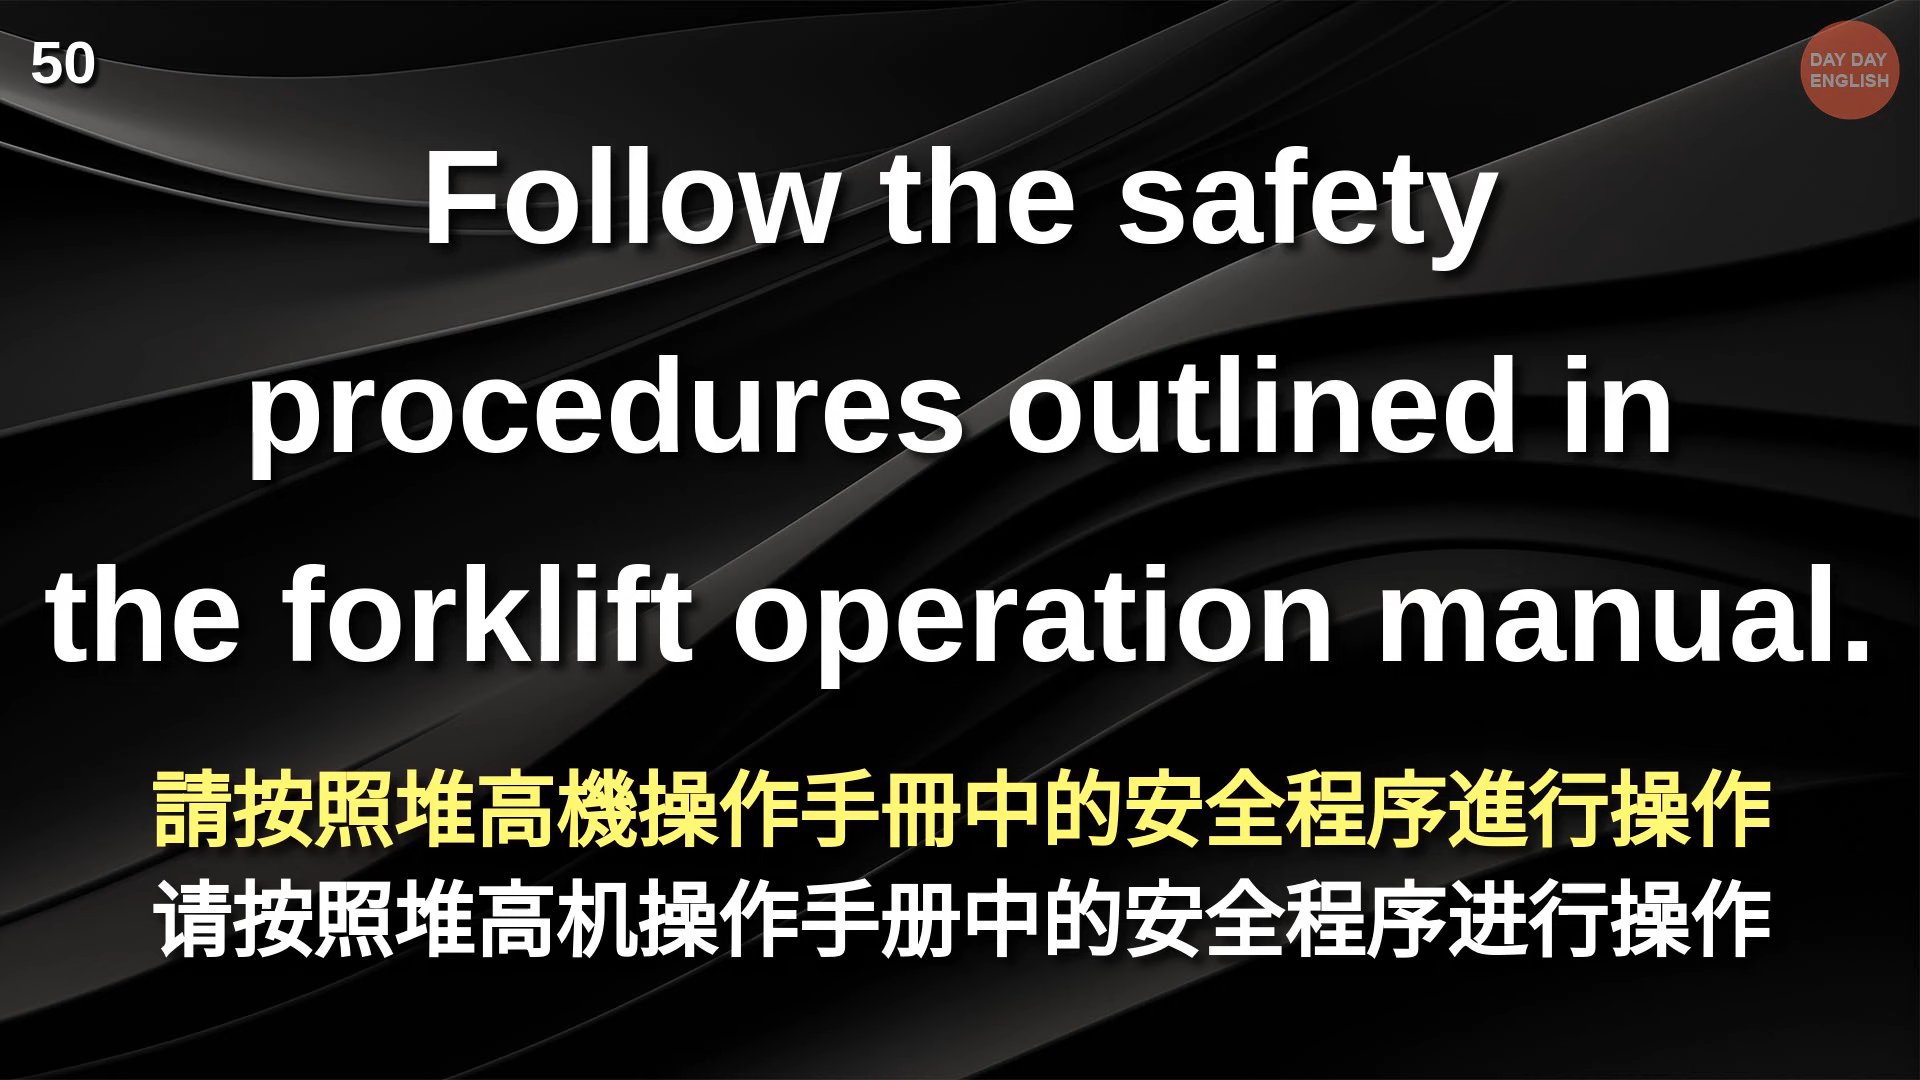 50
DAY DAY
ENGLISH
Follow the safety
procedures outlined in
the forklift operation manual.
請按照堆高機操作手冊中的安全程序進行操作
请按照堆高机操作手册中的安全程序进行操作